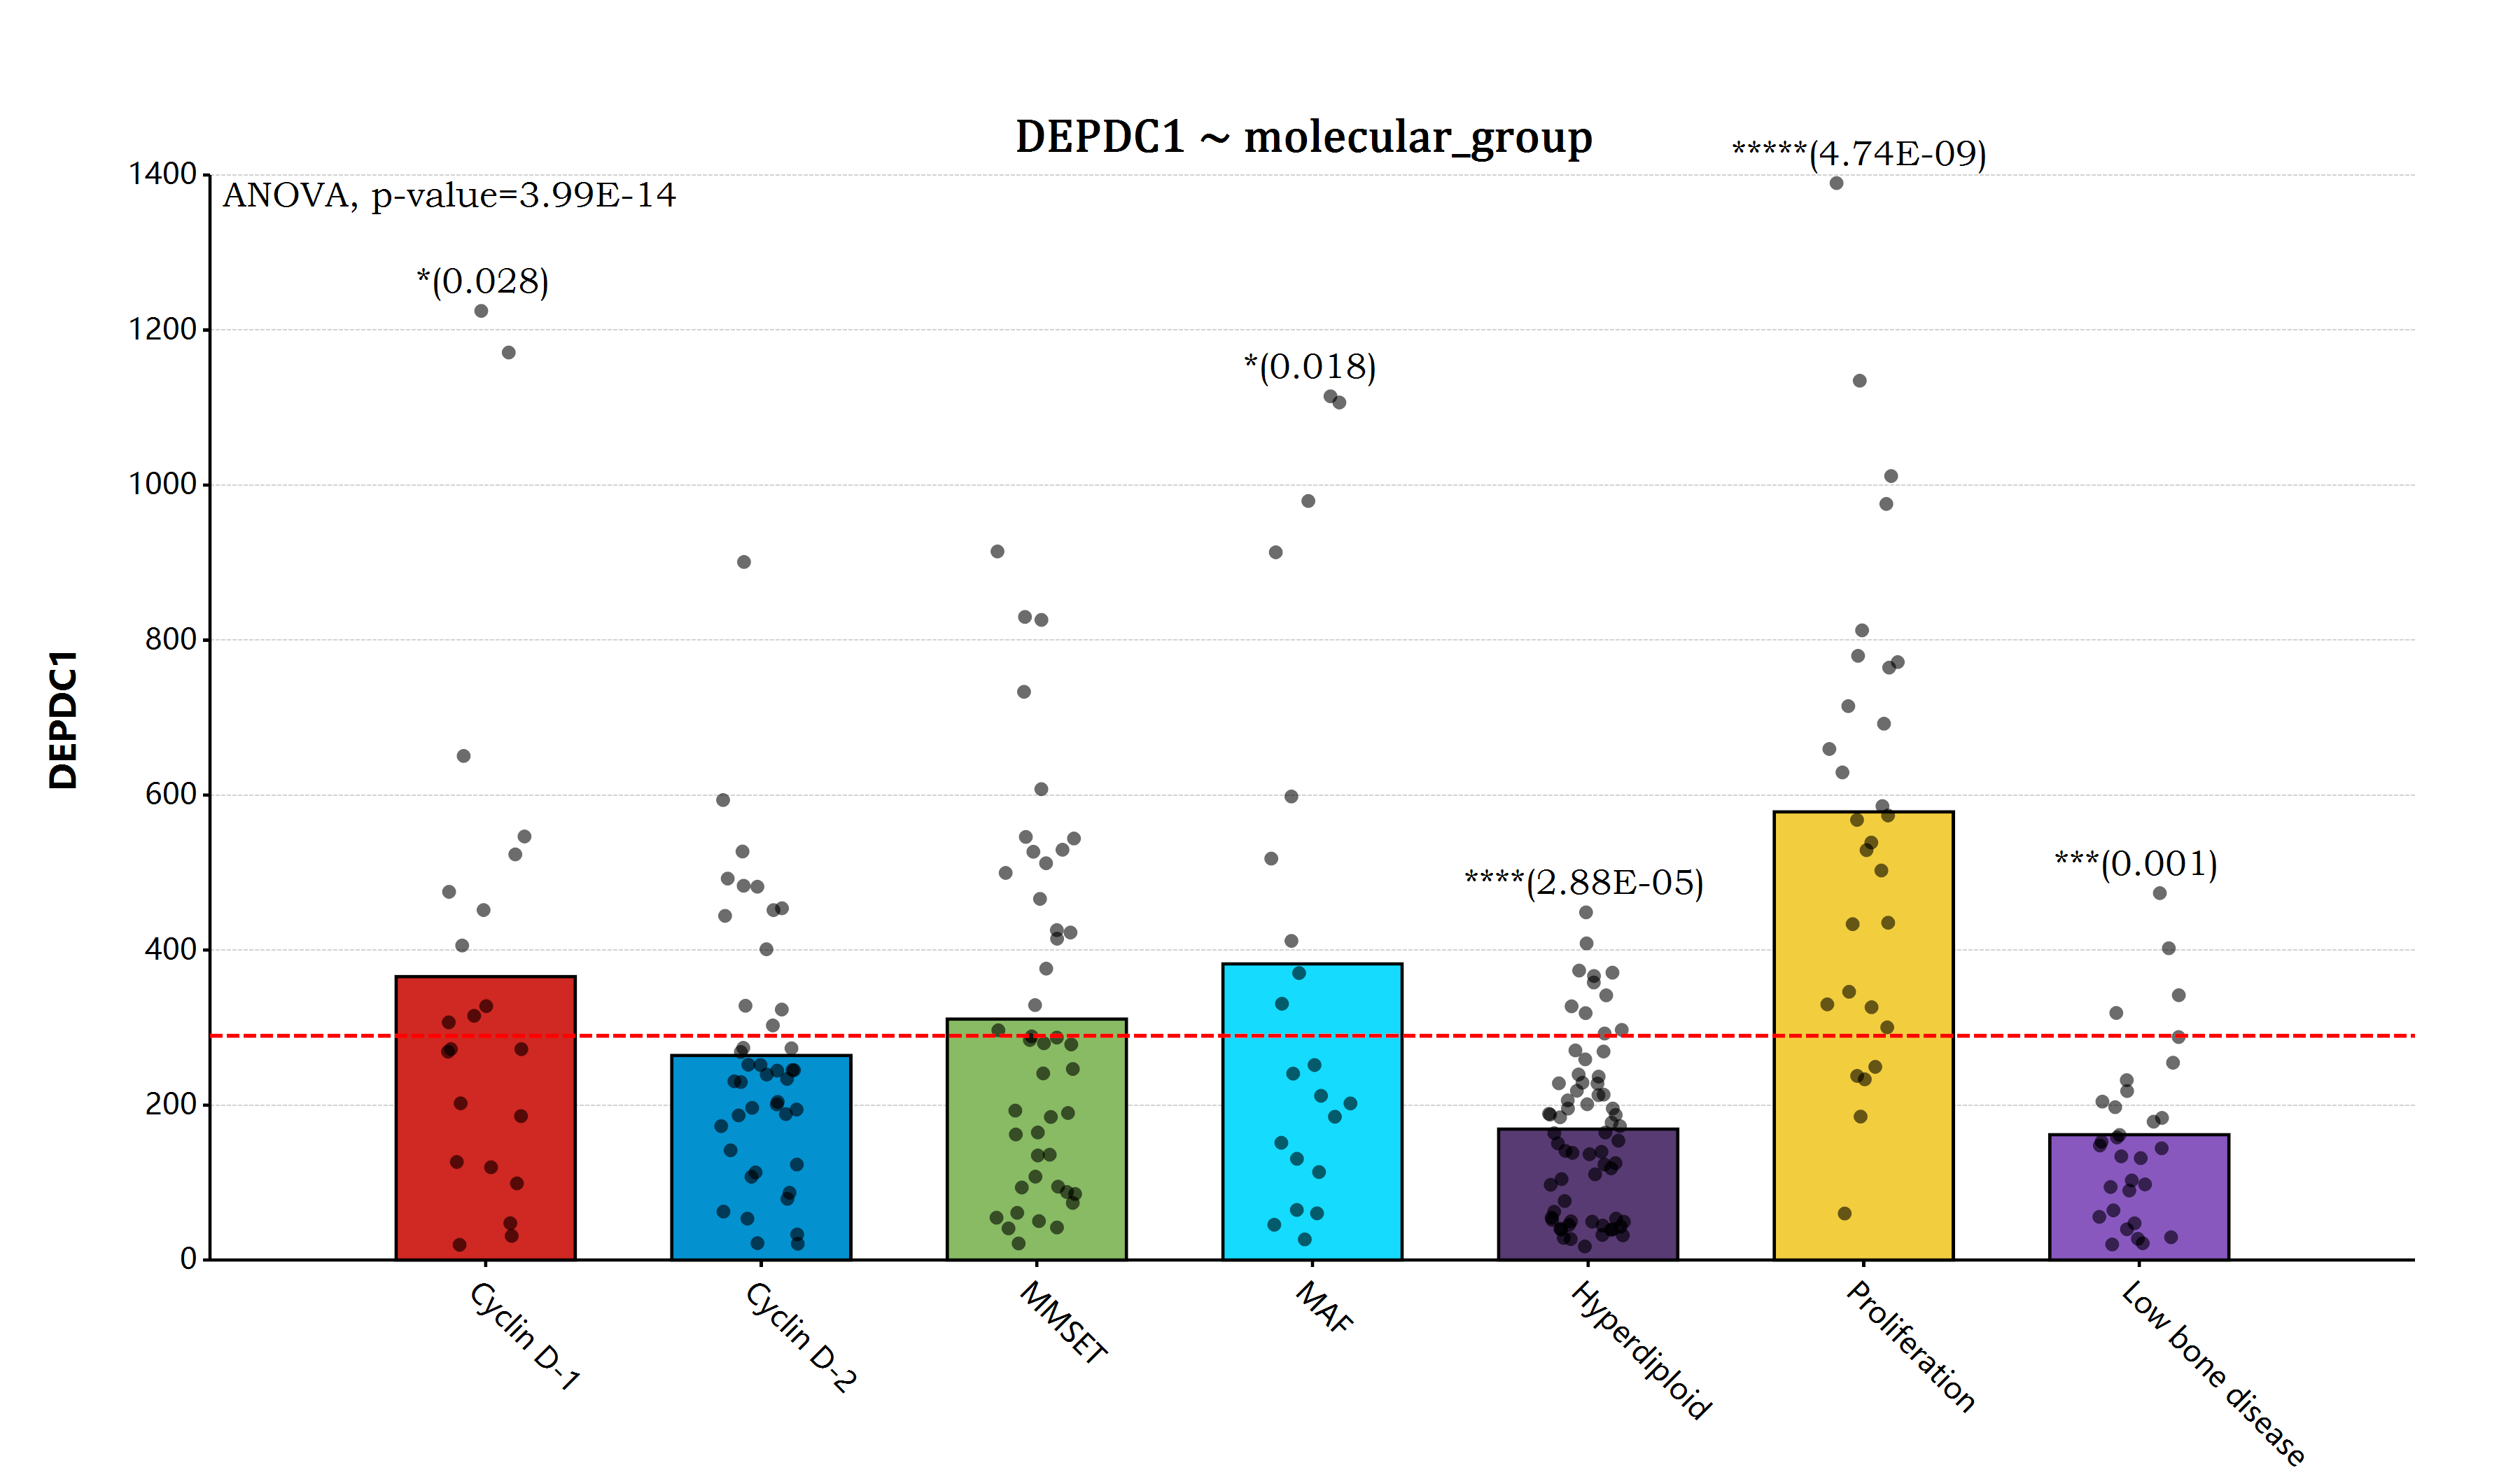 DEPDC1 ~ molecular_group
*****(4.74E-09)
1400
ANOVA, p-value=3.99E-14
*(0.028)
1200
*(0.018)
1000
800
600
***(0.001)
****(2.88E-05)
400
200
0
DEPDC1
Cyclin D-1
Cyclin D-2
MMSET
MAF
Hyperdiploid
Proliferation
Low bone disease